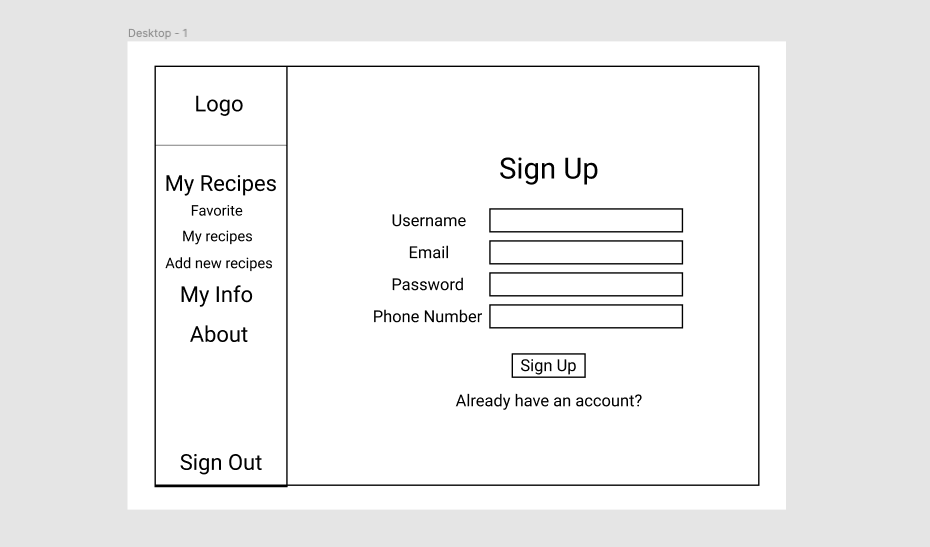 Desktop - 1
Logo
My Recipes
Favorite
My recipes
Add new recipes
My Info
About
Sign Out
Sign Up
Username
Email
Password
Phone Number
Sign Up
Already have an account?